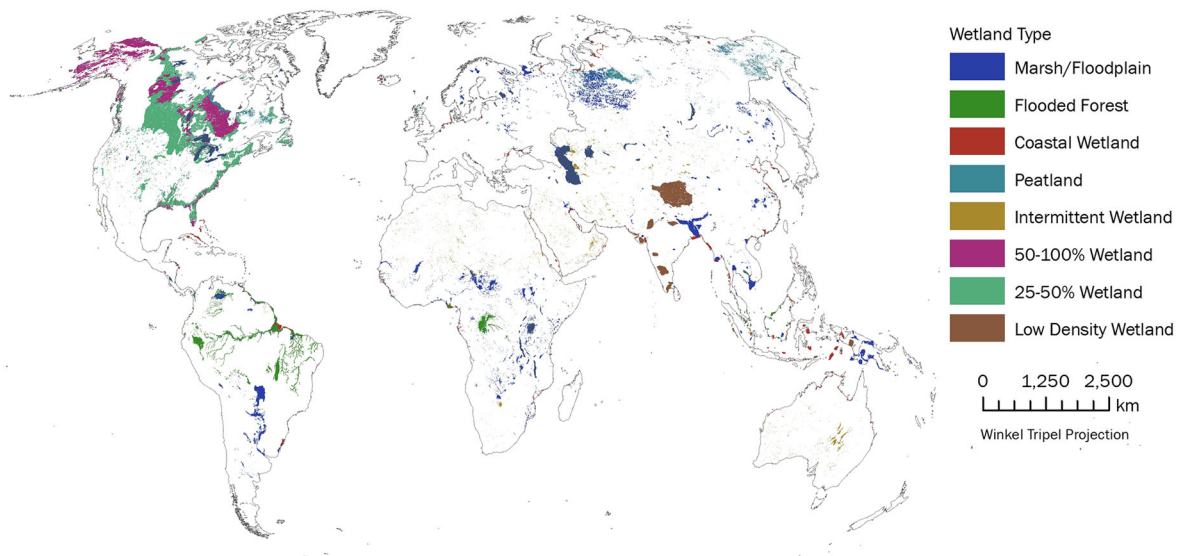 Wetland Type
Marsh/Floodplain
Flooded Forest
Coastal Wetland
Peatland
Intermittent Wetland
50-100% Wetland
25-50% Wetland
Low Density Wetland
0 1,250 2,500
km
Winkel Tripel Projection